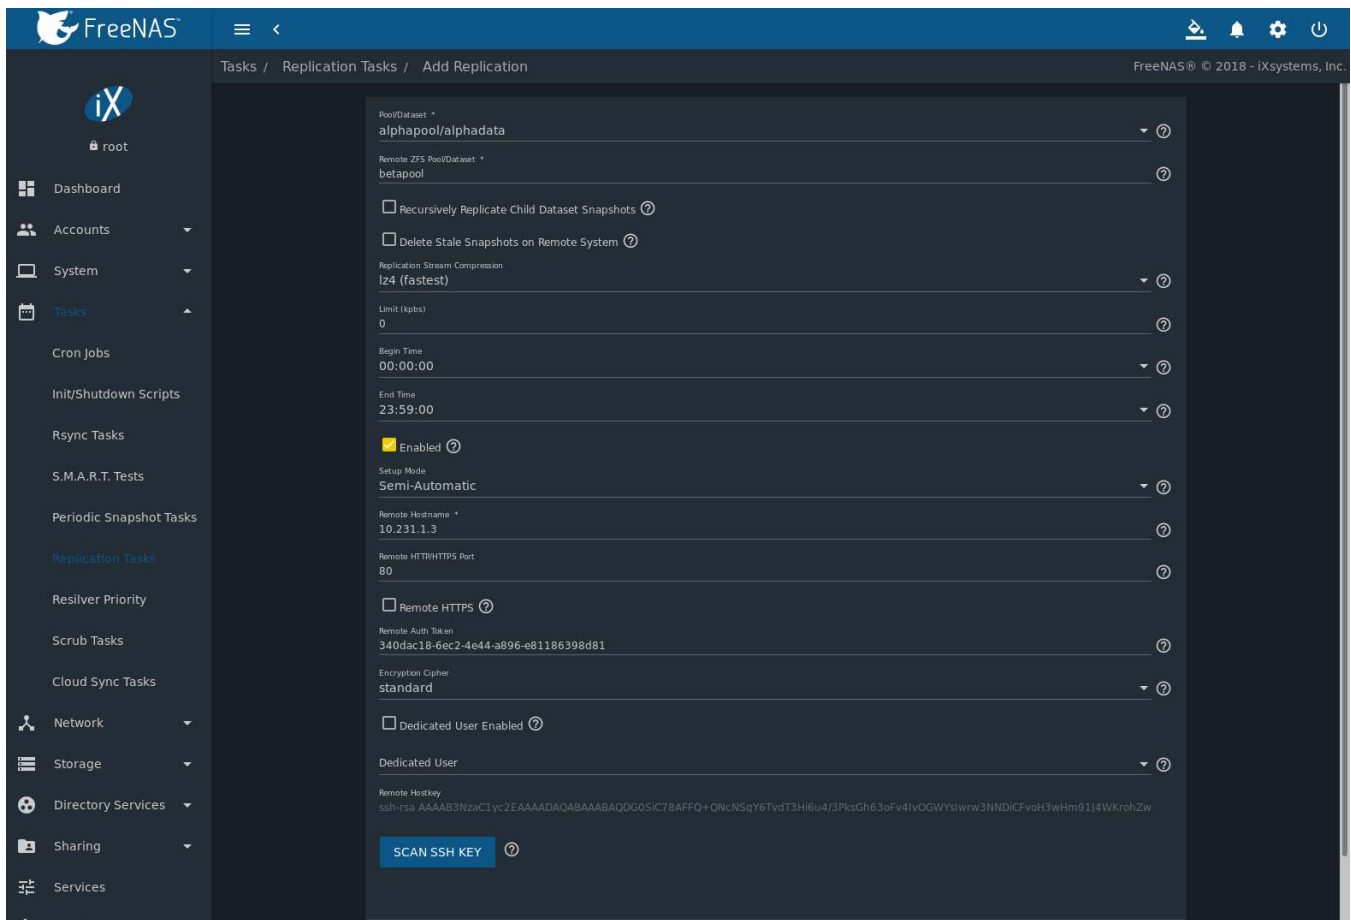 FreeNAS
Tasks / Replication Tasks / Add Replication
FreeNAS® © 2018 - iXsystems, Inc.
iX
root
Dashboard
Accounts
System
Tasks
Cron Jobs
Init/Shutdown Scripts
Rsync Tasks
S.M.A.R.T. Tests
Periodic Snapshot Tasks
Replication Tasks
Resilver Priority
Scrub Tasks
Cloud Sync Tasks
Network
Storage
Directory Services
Sharing
Services
Pool/Dataset *
alphapool/alphadata
Remote ZFS Pool/Dataset *
betapool
Recursively Replicate Child Dataset Snapshots
Delete Stale Snapshots on Remote System
Replication Stream Compression
lz4 (fastest)
Limit (kpbs)
0
Begin Time
00:00:00
End Time
23:59:00
Enabled
Setup Mode
Semi-Automatic
Remote Hostname *
10.231.1.3
Remote HTTP/HTTPS Port
80
Remote HTTPS
Remote Auth Token
340dac18-6ec2-4e44-a896-e81186398d81
Encryption Cipher
standard
Dedicated User Enabled
Dedicated User
Remote Hostkey
ssh-rsa
SCAN SSH KEY